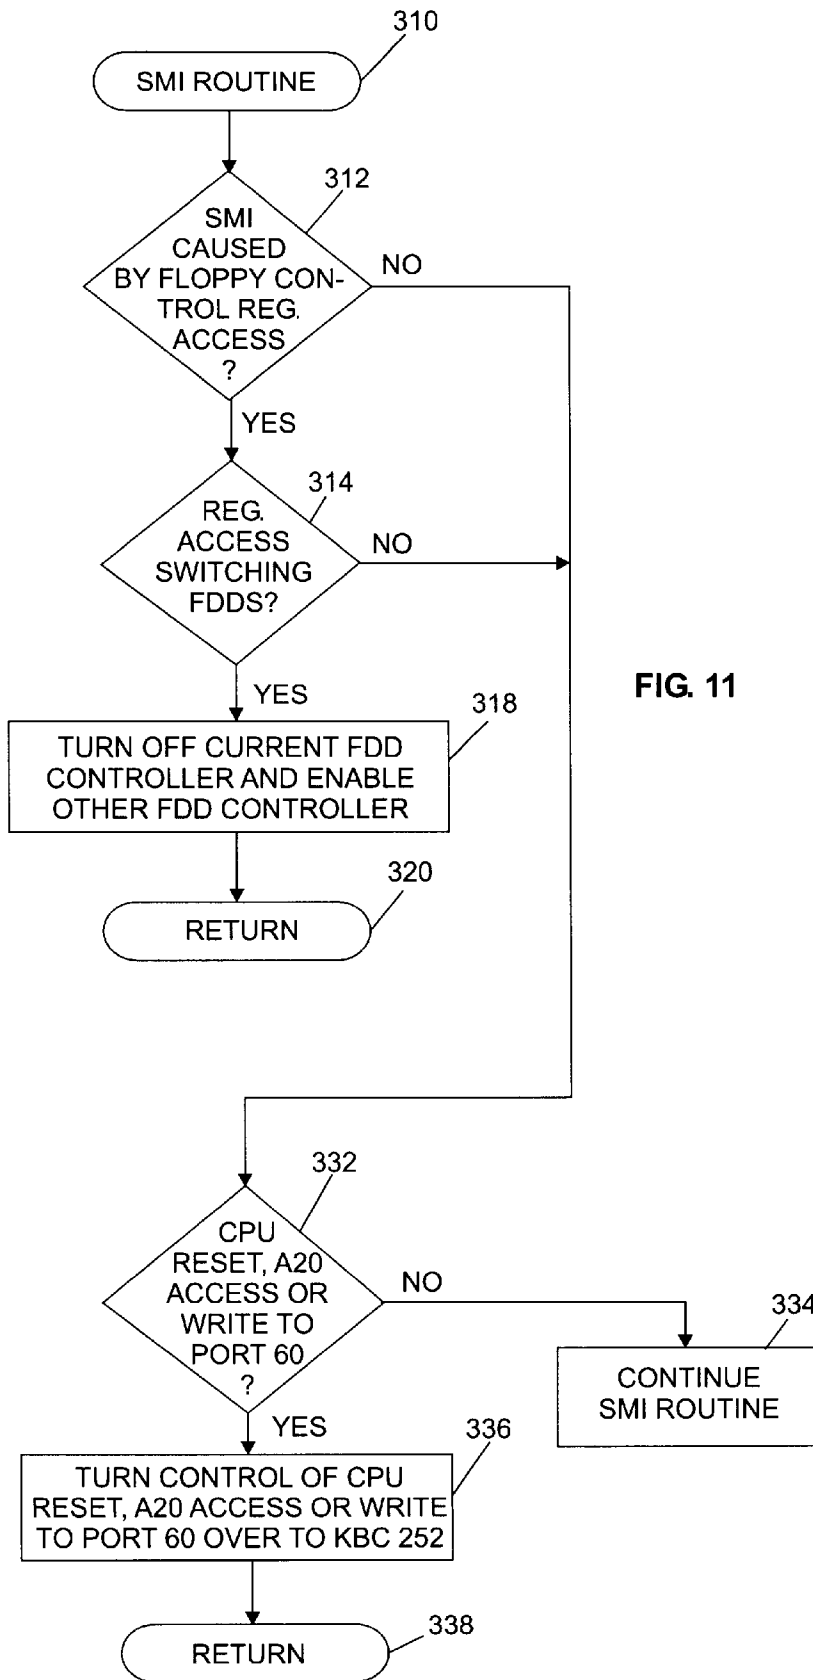 310
SMI ROUTINE
312
SMI
CAUSED
BY FLOPPY CON-
TROL REG.
ACCESS
?
NO
YES
314
REG.
ACCESS
SWITCHING
FDDS?
NO
YES
FIG. 11
318
TURN OFF CURRENT FDD
CONTROLLER AND ENABLE
OTHER FDD CONTROLLER
320
RETURN
332
CPU
RESET, A20
ACCESS OR
WRITE TO
PORT 60
?
NO
334
CONTINUE
SMI ROUTINE
YES
336
TURN CONTROL OF CPU
RESET, A20 ACCESS OR WRITE
TO PORT 60 OVER TO KBC 252
338
RETURN